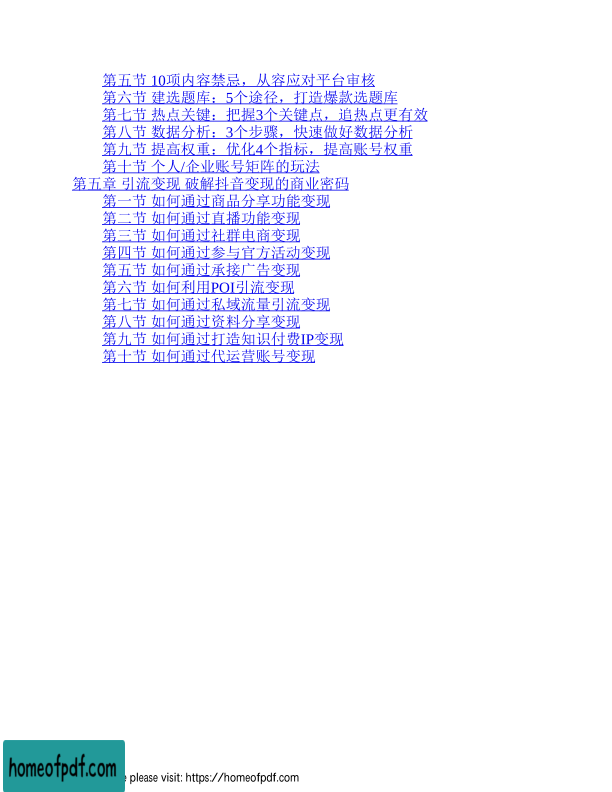 第五节 10项内容禁忌，从容应对平台审核
第六节 建选题库：5个途径，打造爆款选题库
第七节 热点关键：把握3个关键点，追热点更有效
第八节 数据分析：3个步骤，快速做好数据分析
第九节 提高权重：优化4个指标，提高账号权重
第十节 个人/企业账号矩阵的玩法
第五章 引流变现 破解抖音变现的商业密码
第一节 如何通过商品分享功能变现
第二节 如何通过直播功能变现
第三节 如何通过社群电商变现
第四节 如何通过参与官方活动变现
第五节 如何通过承接广告变现
第六节 如何利用POI引流变现
第七节 如何通过私域流量引流变现
第八节 如何通过资料分享变现
第九节 如何通过打造知识付费IP变现
第十节 如何通过代运营账号变现
homeofpdf.com
please visit: https://homeofpdf.com